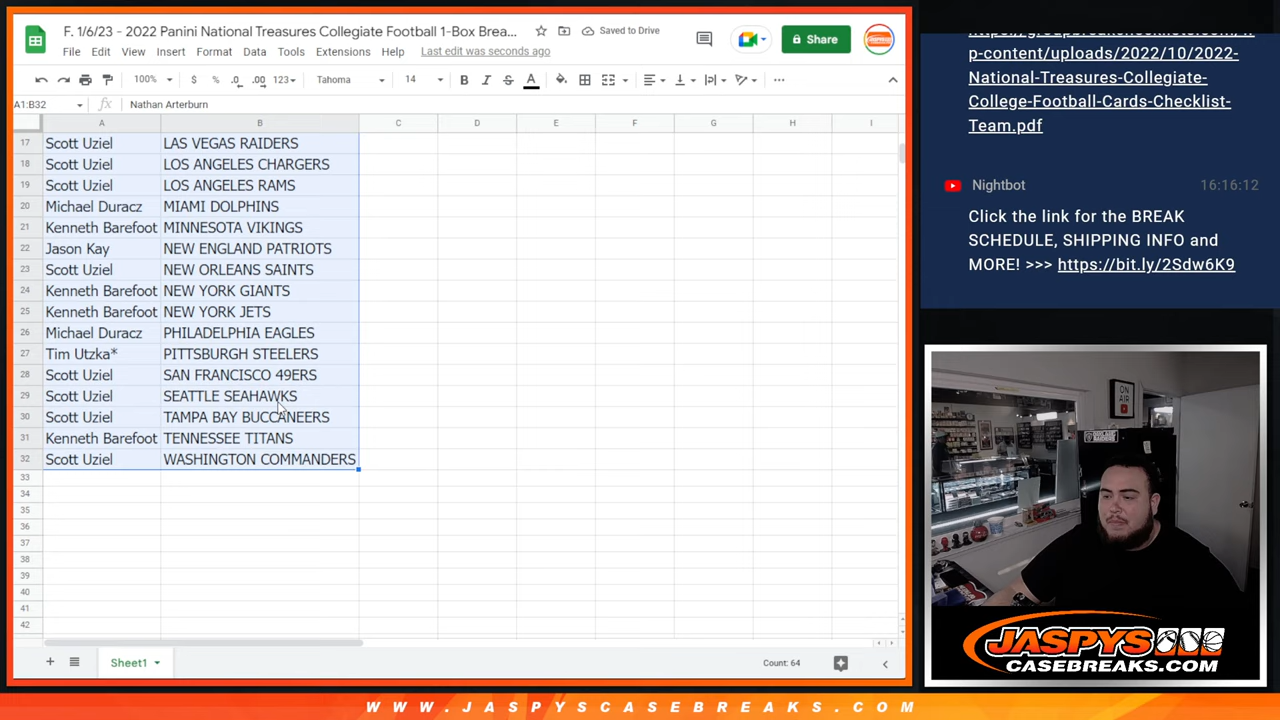 F. 1/6/23 - 2022 Panini National Treasures Collegiate Football 1-Box Brea...
Saved to Drive
File Edit View Insert Format Data Tools Extensions Help Last edit was seconds ago
Share
100% $ % .0 .00 123 Tahoma 14 B I S A
A1:B32 fx Nathan Arterburn
A B C D E F G H I
17 Scott Uziel LAS VEGAS RAIDERS
18 Scott Uziel LOS ANGELES CHARGERS
19 Scott Uziel LOS ANGELES RAMS
20 Michael Duracz MIAMI DOLPHINS
21 Kenneth Barefoot MINNESOTA VIKINGS
22 Jason Kay NEW ENGLAND PATRIOTS
23 Scott Uziel NEW ORLEANS SAINTS
24 Kenneth Barefoot NEW YORK GIANTS
25 Kenneth Barefoot NEW YORK JETS
26 Michael Duracz PHILADELPHIA EAGLES
27 Tim Utzka* PITTSBURGH STEELERS
28 Scott Uziel SAN FRANCISCO 49ERS
29 Scott Uziel SEATTLE SEAHAWKS
30 Scott Uziel TAMPA BAY BUCCANEERS
31 Kenneth Barefoot TENNESSEE TITANS
32 Scott Uziel WASHINGTON COMMANDERS
33
34
35
36
37
38
39
40
41
42
Sheet1
Count: 64
p-content/uploads/2022/10/2022-
National-Treasures-Collegiate-
College-Football-Cards-Checklist-
Team.pdf
Nightbot 16:16:12
Click the link for the BREAK
SCHEDULE, SHIPPING INFO and
MORE! >>> https://bit.ly/2Sdw6K9
ON AIR
JASPYS
CASEBREAKS.COM
WWW.JASPYSCASEBREAKS.COM